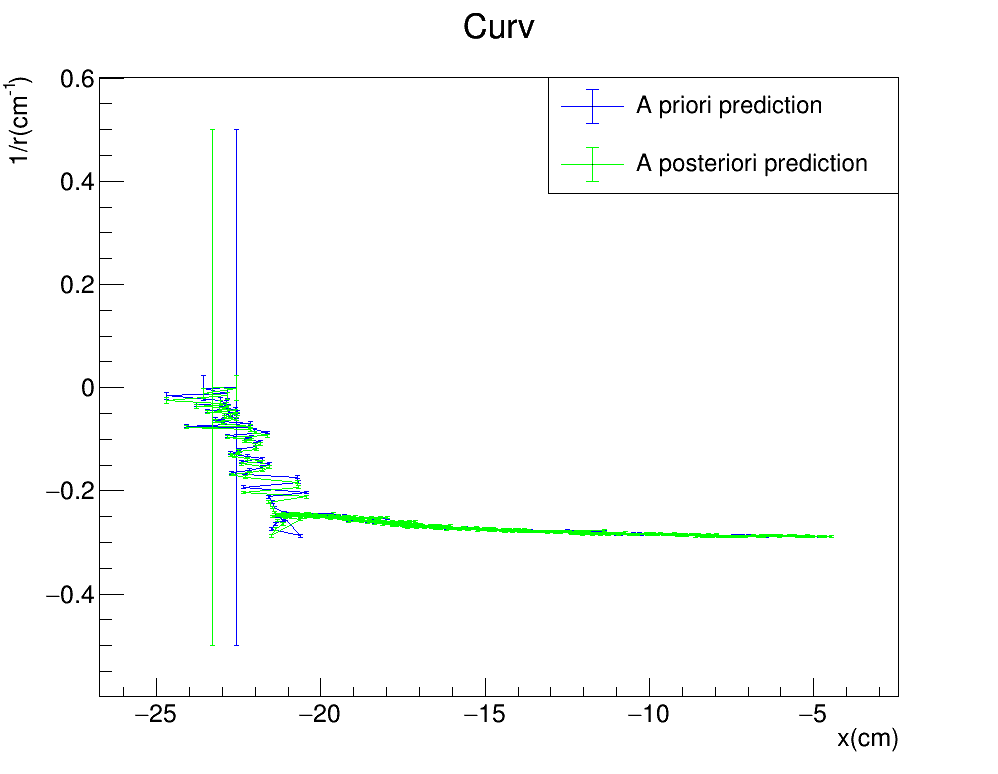 Curv
1/r(cm⁻¹)
A priori prediction
A posteriori prediction
0.6
0.4
0.2
0
−0.2
−0.4
−25 −20 −15 −10 −5
x(cm)